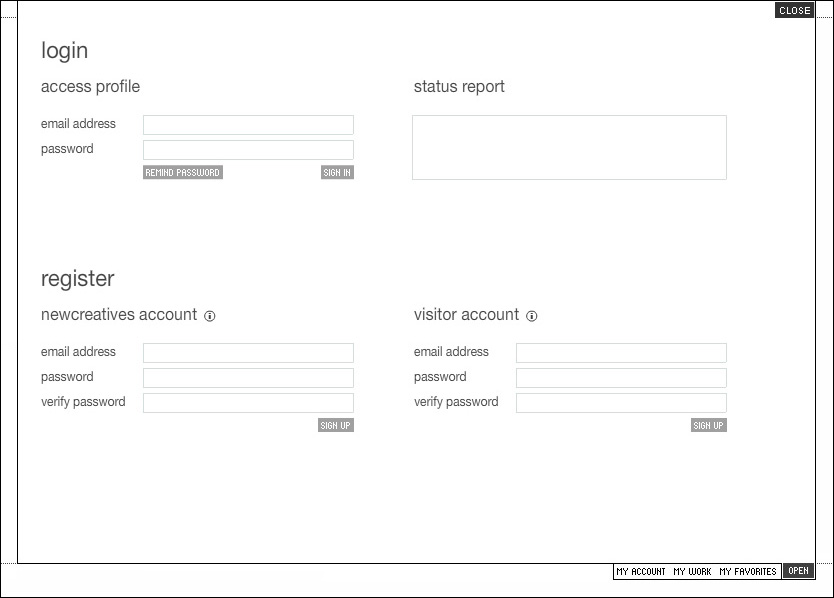 CLOSE
login
access profile
email address
password
REMIND PASSWORD SIGN IN
status report
register
newcreatives account
email address
password
verify password
SIGN UP
visitor account
email address
password
verify password
SIGN UP
MY ACCOUNT MY WORK MY FAVORITES OPEN